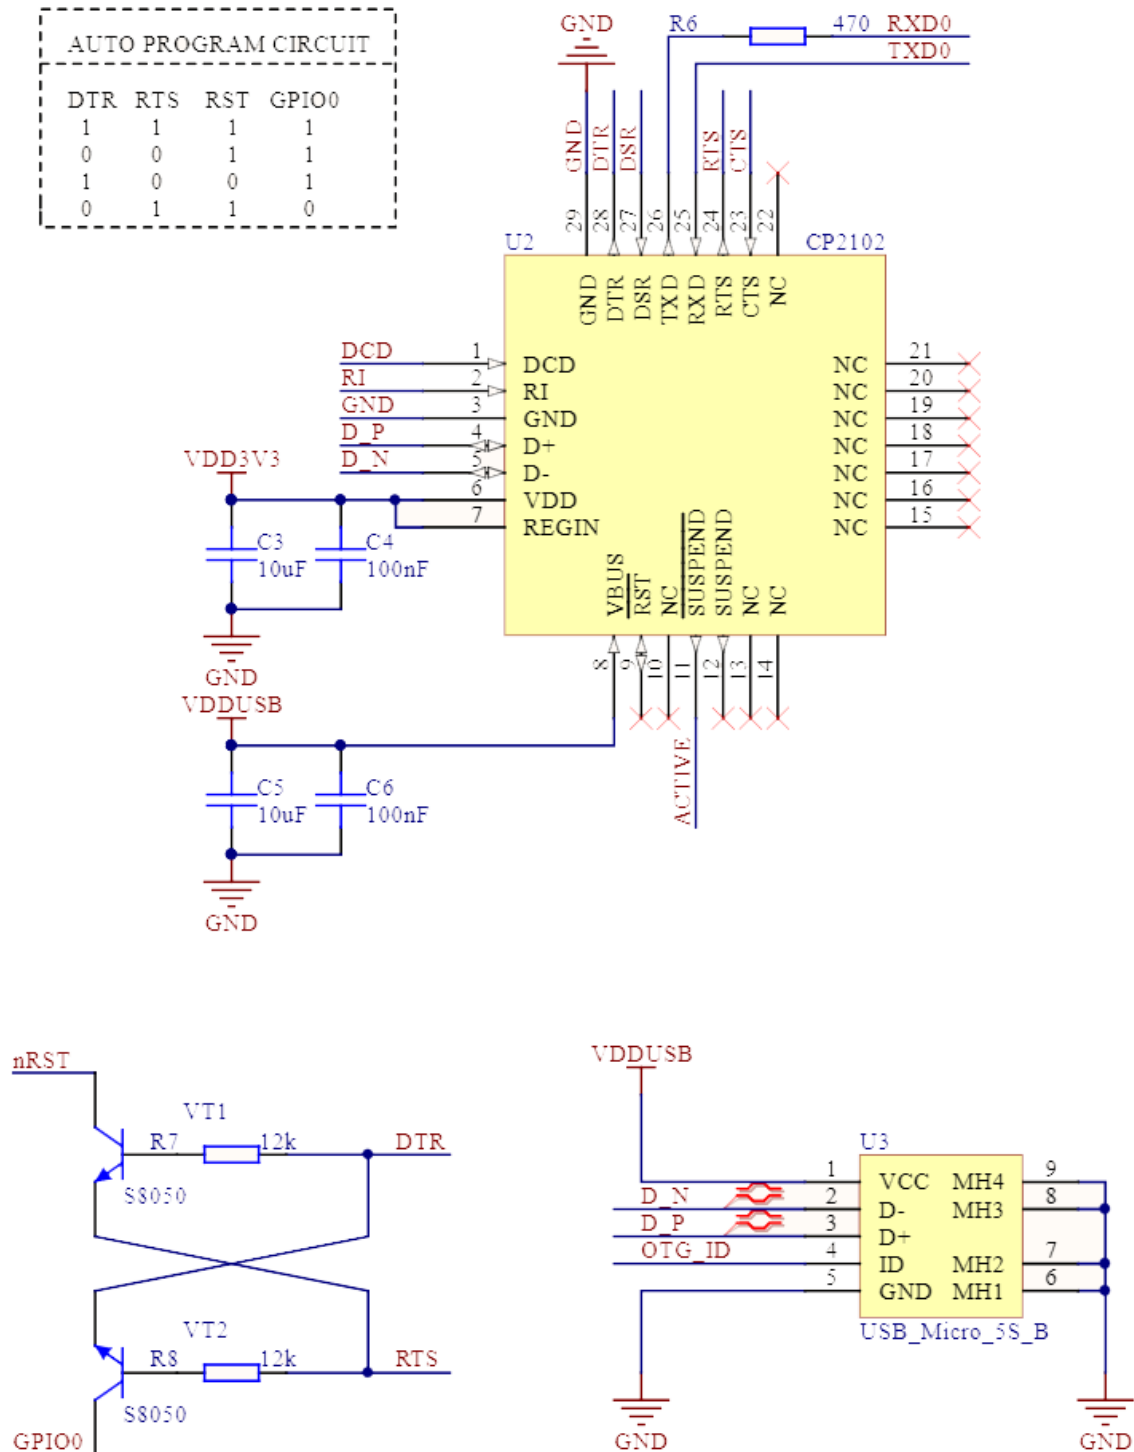 AUTO PROGRAM CIRCUIT
DTR RTS RST GPIO0
1 1 1 1
0 0 1 1
1 0 0 1
0 1 1 0
GND
R6 470 RXD0
TXD0
GND DTR DSR RTS CTS
29 28 27 26 25 24 23 22
U2 CP2102
GND DTR DSR TXD RXD RTS CTS NC
DCD 1 DCD NC 21
RI 2 RI NC 20
GND 3 GND NC 19
D_P 4 D+ NC 18
D_N 5 D- NC 17
VDD3V3
6 VDD NC 16
7 REGIN NC 15
C3 C4
10uF 100nF
VBUS RST NC SUSPEND SUSPEND NC NC
8 9 10 11 12 13 14
GND
VDDUSB
ACTIVE
C5 C6
10uF 100nF
GND
nRST
VT1
R7 12k DTR
S8050
VT2
R8 12k RTS
S8050
GPIO0
VDDUSB
U3
1 VCC MH4 9
D_N 2 D- MH3 8
D_P 3 D+
OTG_ID 4 ID MH2 7
5 GND MH1 6
USB_Micro_5S_B
GND GND